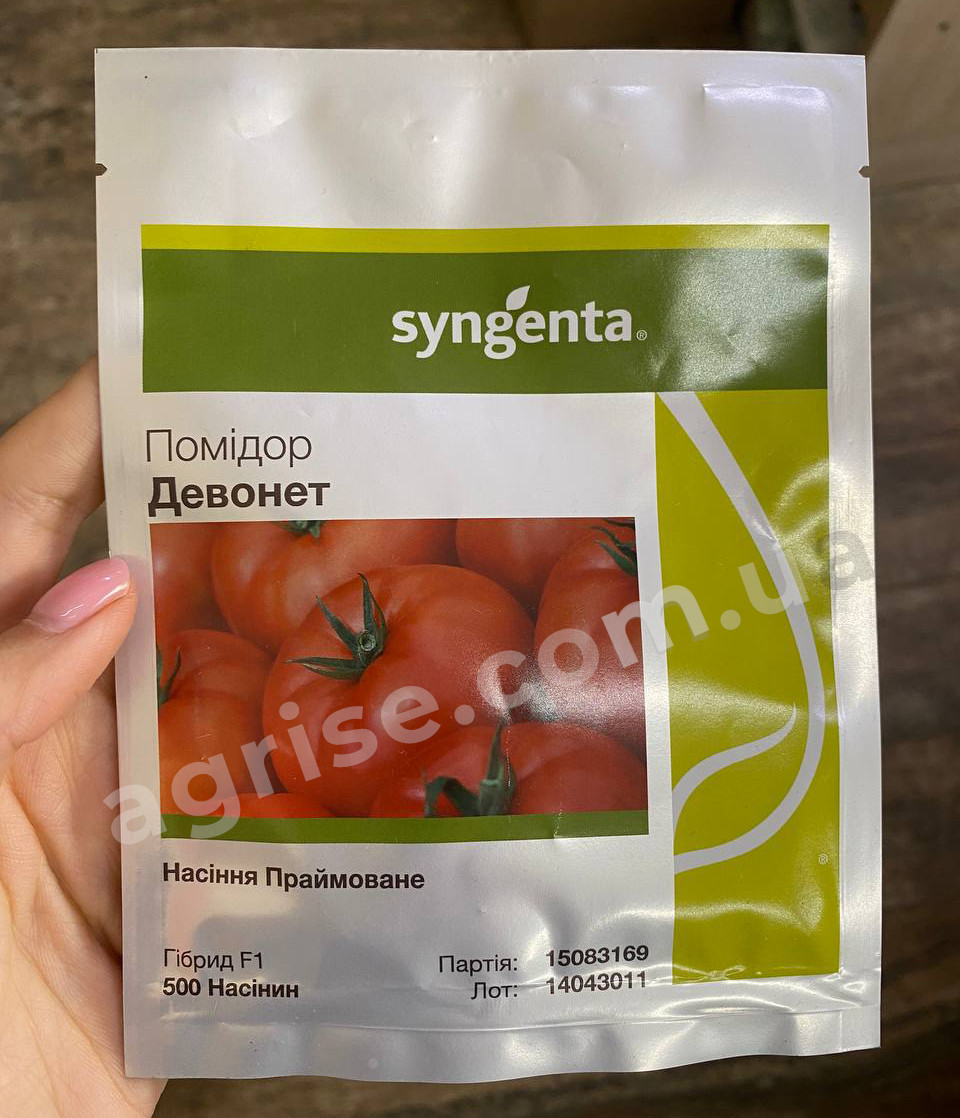 syngenta®
Помідор
Девонет
agrise.com.ua
®
Насіння Праймоване
Гібрид F1
500 Насінин
Партія: 15083169
Лот: 14043011